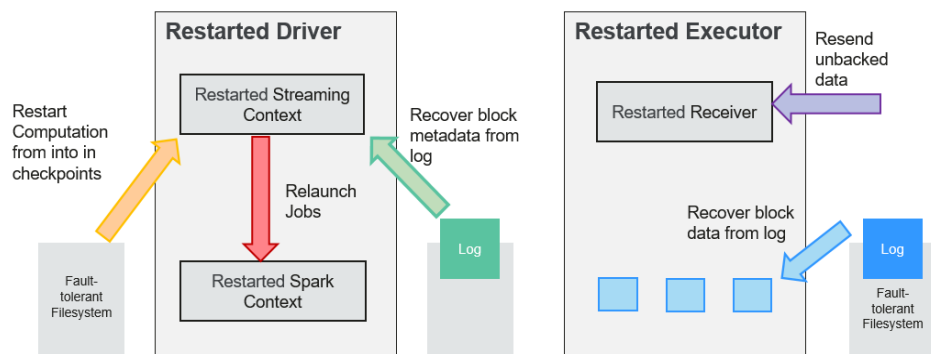 Restarted Driver
Restarted Streaming
Context
Restart
Computation
from into in
checkpoints
Recover block
metadata from
log
Relaunch
Jobs
Log
Fault-
tolerant
Filesystem
Restarted Spark
Context
Restarted Executor
Resend
unbacked
data
Restarted Receiver
Recover block
data from log
Log
Fault-
tolerant
Filesystem